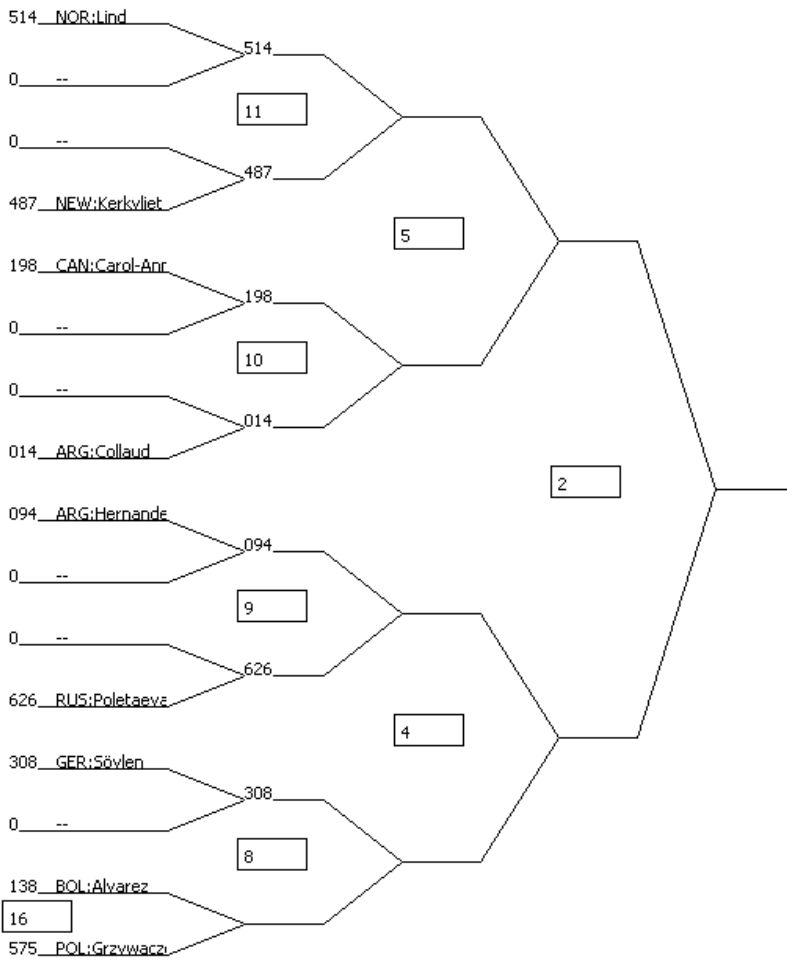 514 NOR:Lind
514
0 --
11
0 --
487
487 NEW:Kerkvliet
5
198 CAN:Carol-Anr
198
0 --
10
0 --
014
014 ARG:Collaud
2
094 ARG:Hernande
094
0 --
9
0 --
626
626 RUS:Poletaeva
4
308 GER:Sövlen
308
0 --
8
138 BOL:Alvarez
16
575 POL:Grzywacz